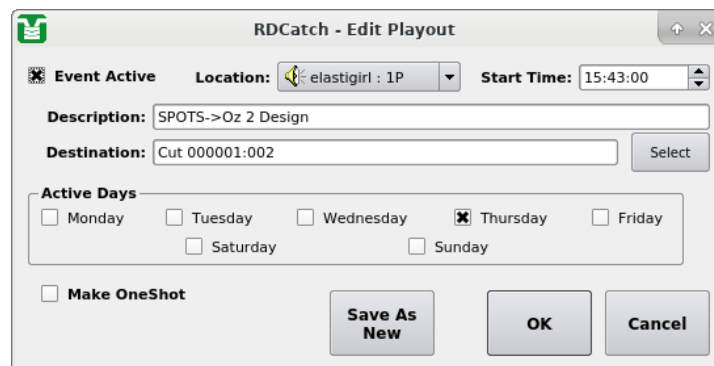 RDCatch - Edit Playout
Event Active Location: elastigirl : 1P Start Time: 15:43:00
Description: SPOTS->Oz 2 Design
Destination: Cut 000001:002 Select
Active Days
Monday Tuesday Wednesday Thursday Friday
Saturday Sunday
Make OneShot
Save As
New
OK
Cancel